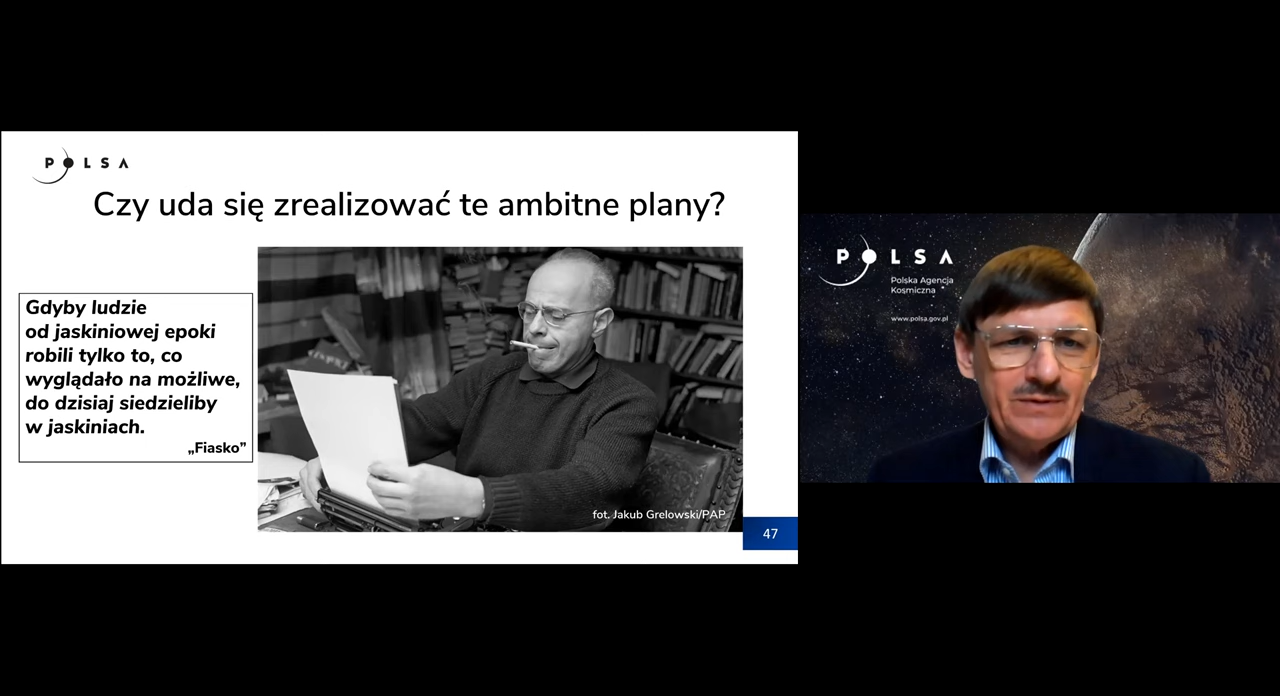 POLSA
Czy uda się zrealizować te ambitne plany?
Gdyby ludzie
od jaskiniowej epoki
robili tylko to, co
wyglądało na możliwe,
do dzisiaj siedzieliby
w jaskiniach.
„Fiasko”
fot. Jakub Grelowski/PAP
47
POLSA
Polska Agencja
Kosmiczna
www.polsa.gov.pl